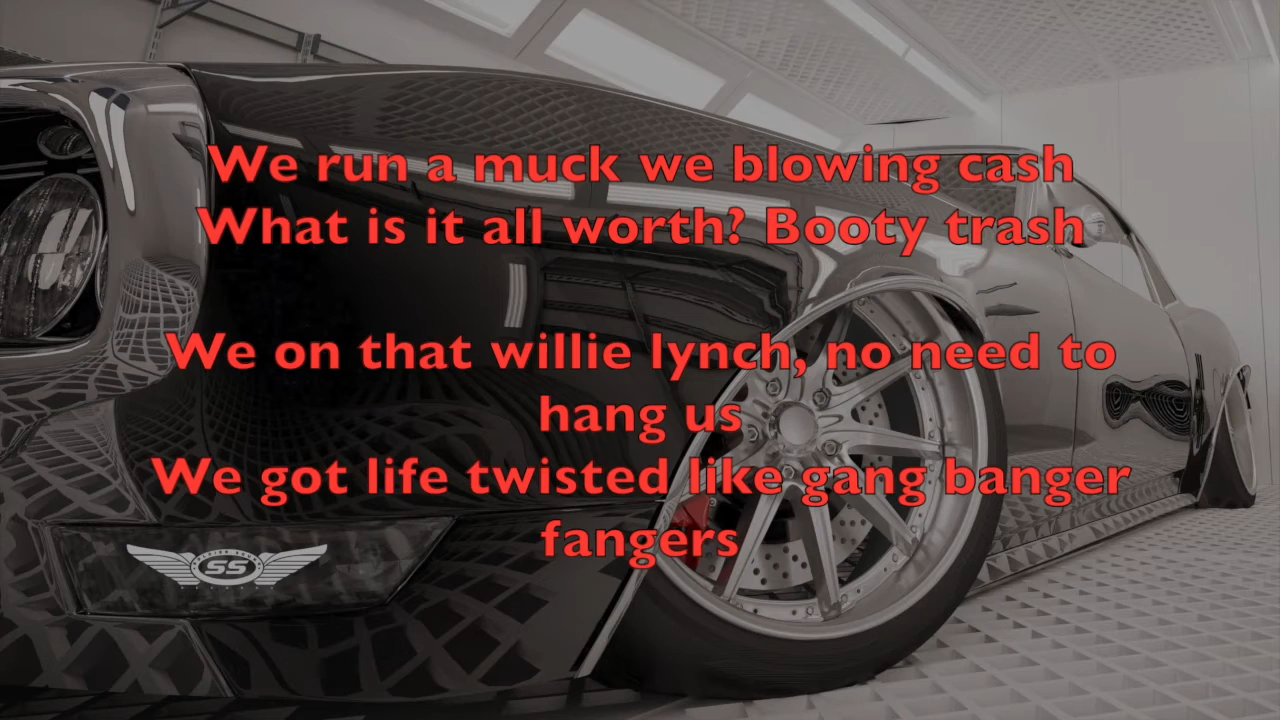 We run a muck we blowing cash
What is it all worth? Booty trash
We on that willie lynch, no need to
hang us
We got life twisted like gang banger
fangers
SS